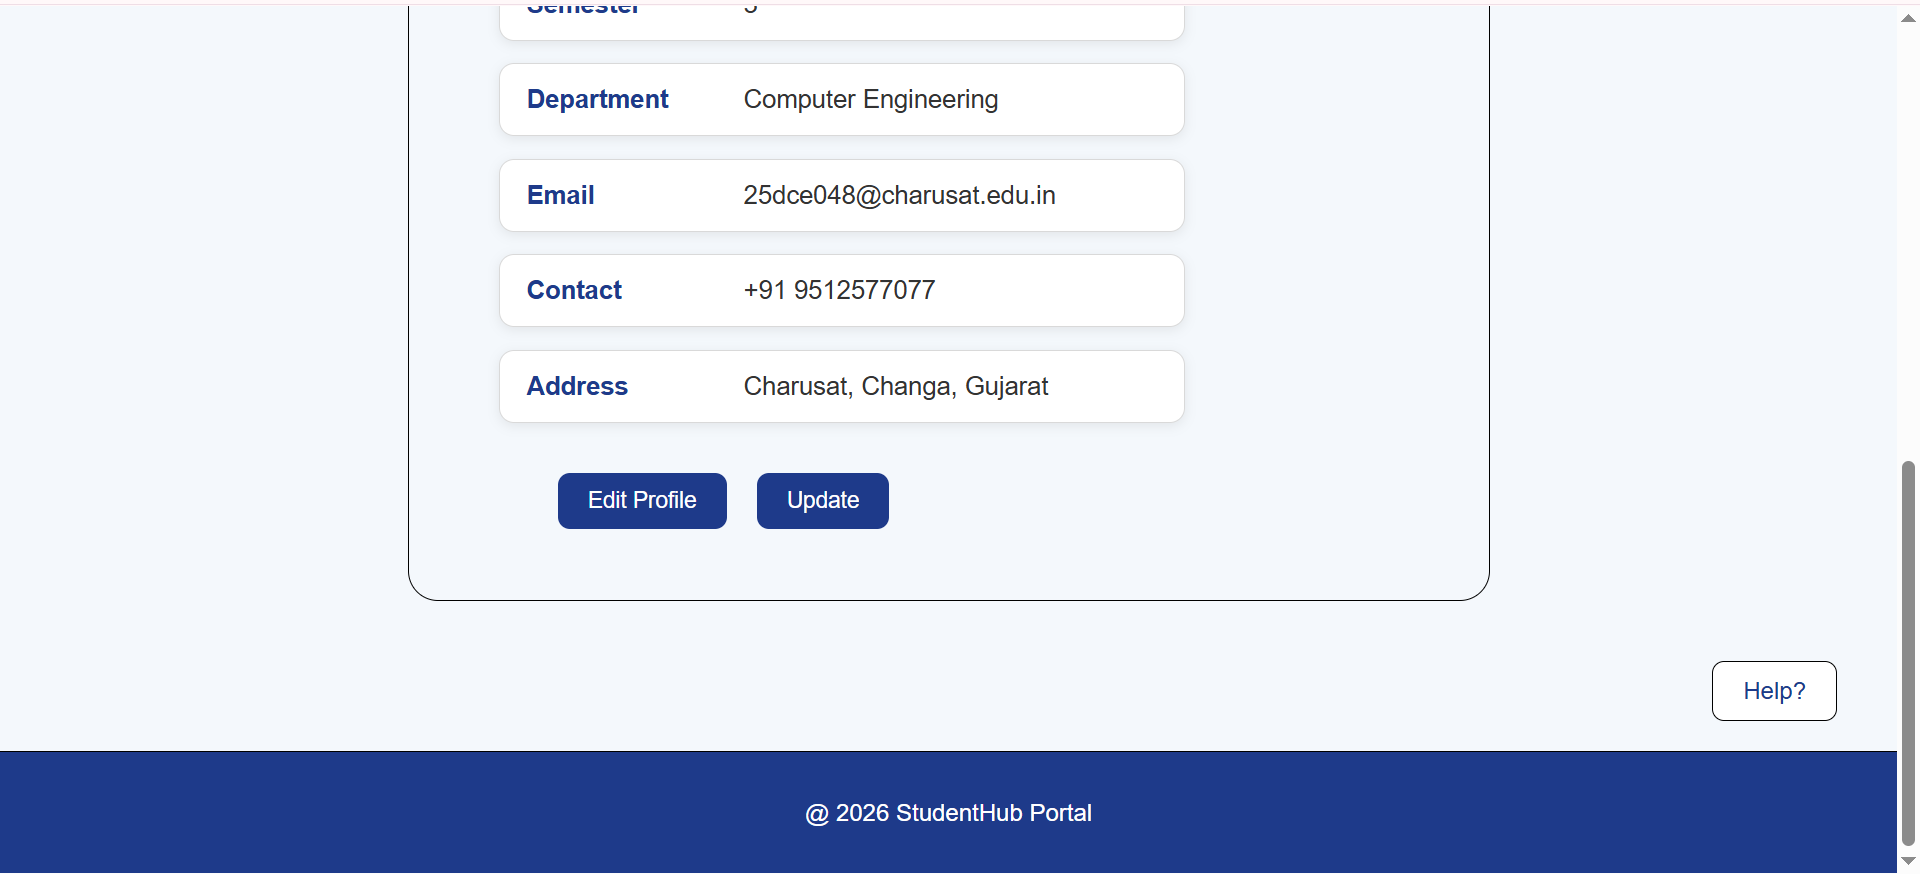 Semester
Department Computer Engineering
Email 25dce048@charusat.edu.in
Contact +91 9512577077
Address Charusat, Changa, Gujarat
Edit Profile Update
Help?
@ 2026 StudentHub Portal